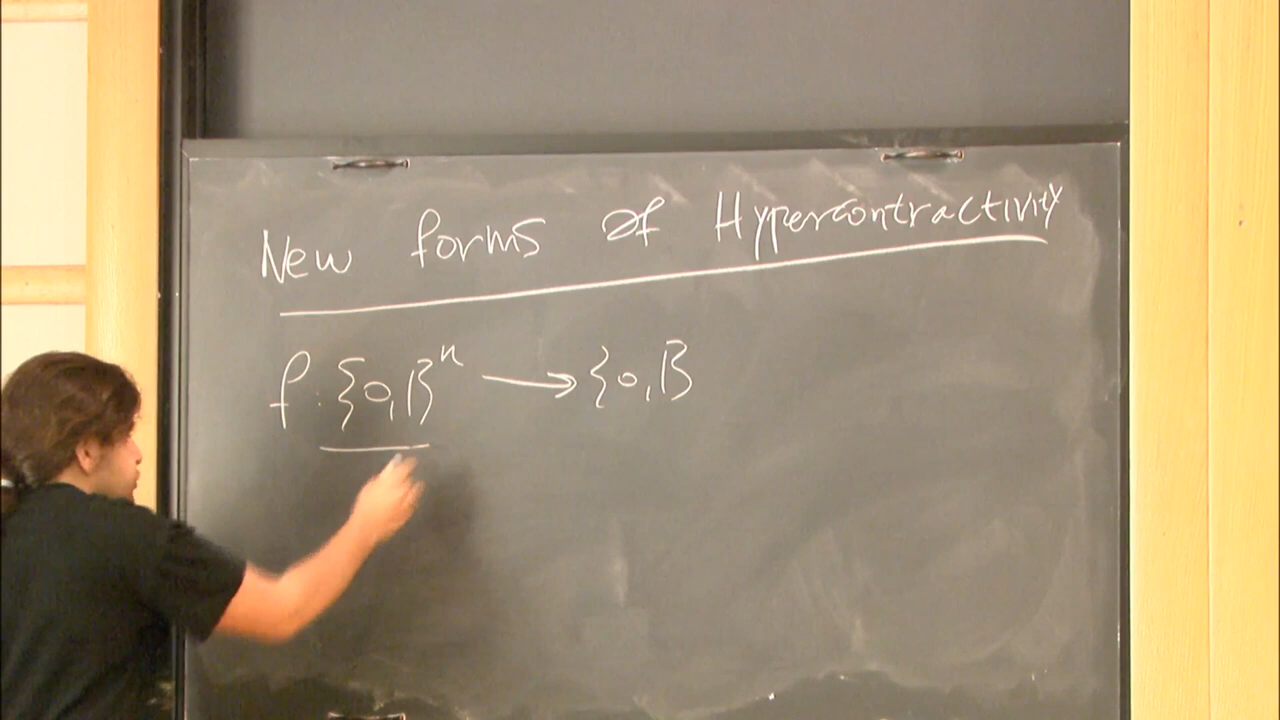 New forms of Hypercontractivity
f: {0,1}ⁿ → {0,1}